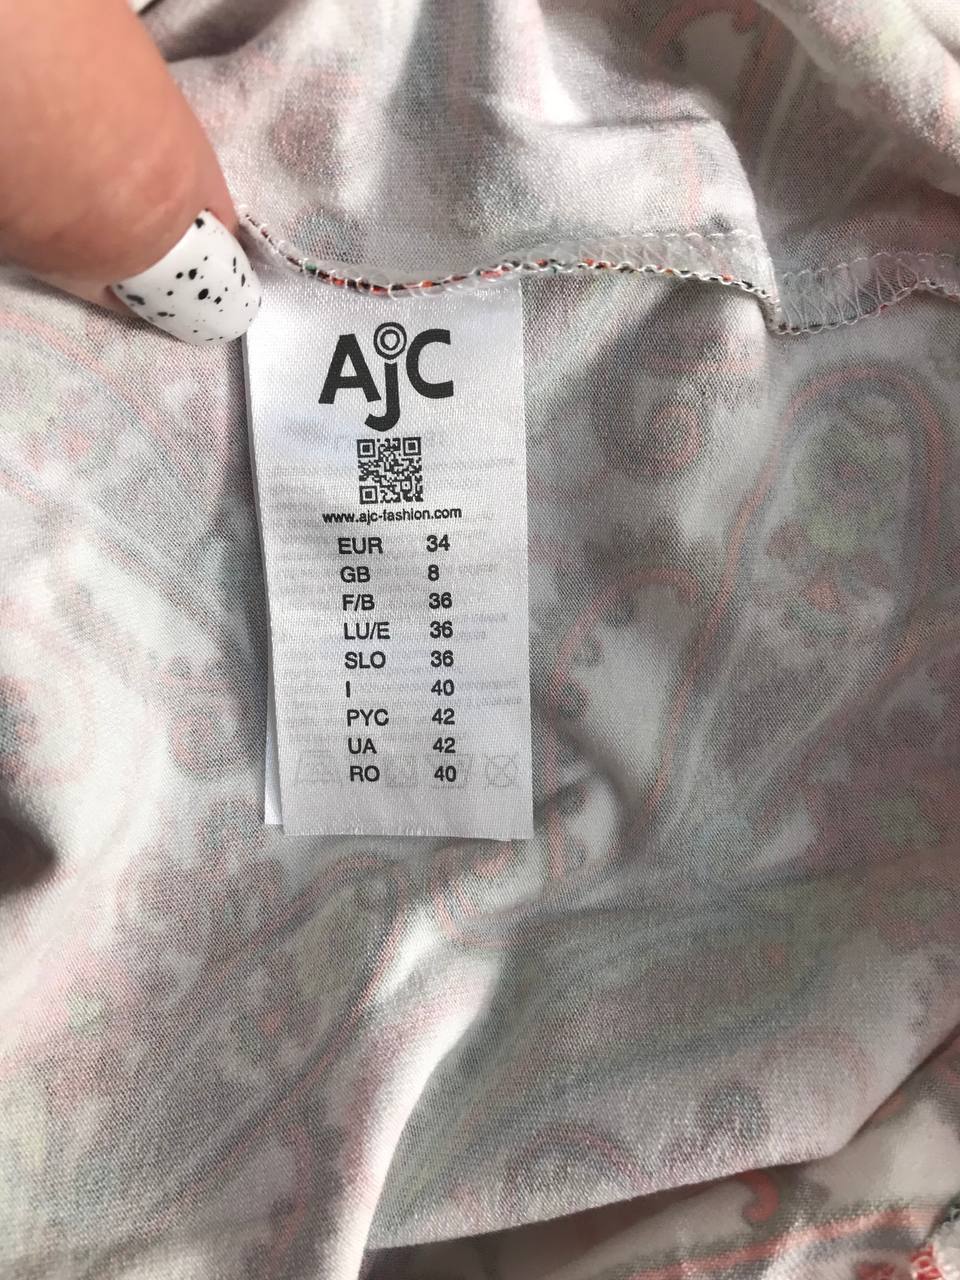 AjC
www.ajc-fashion.com
EUR 34
GB 8
F/B 36
LU/E 36
SLO 36
I 40
РУС 42
UA 42
RO 40